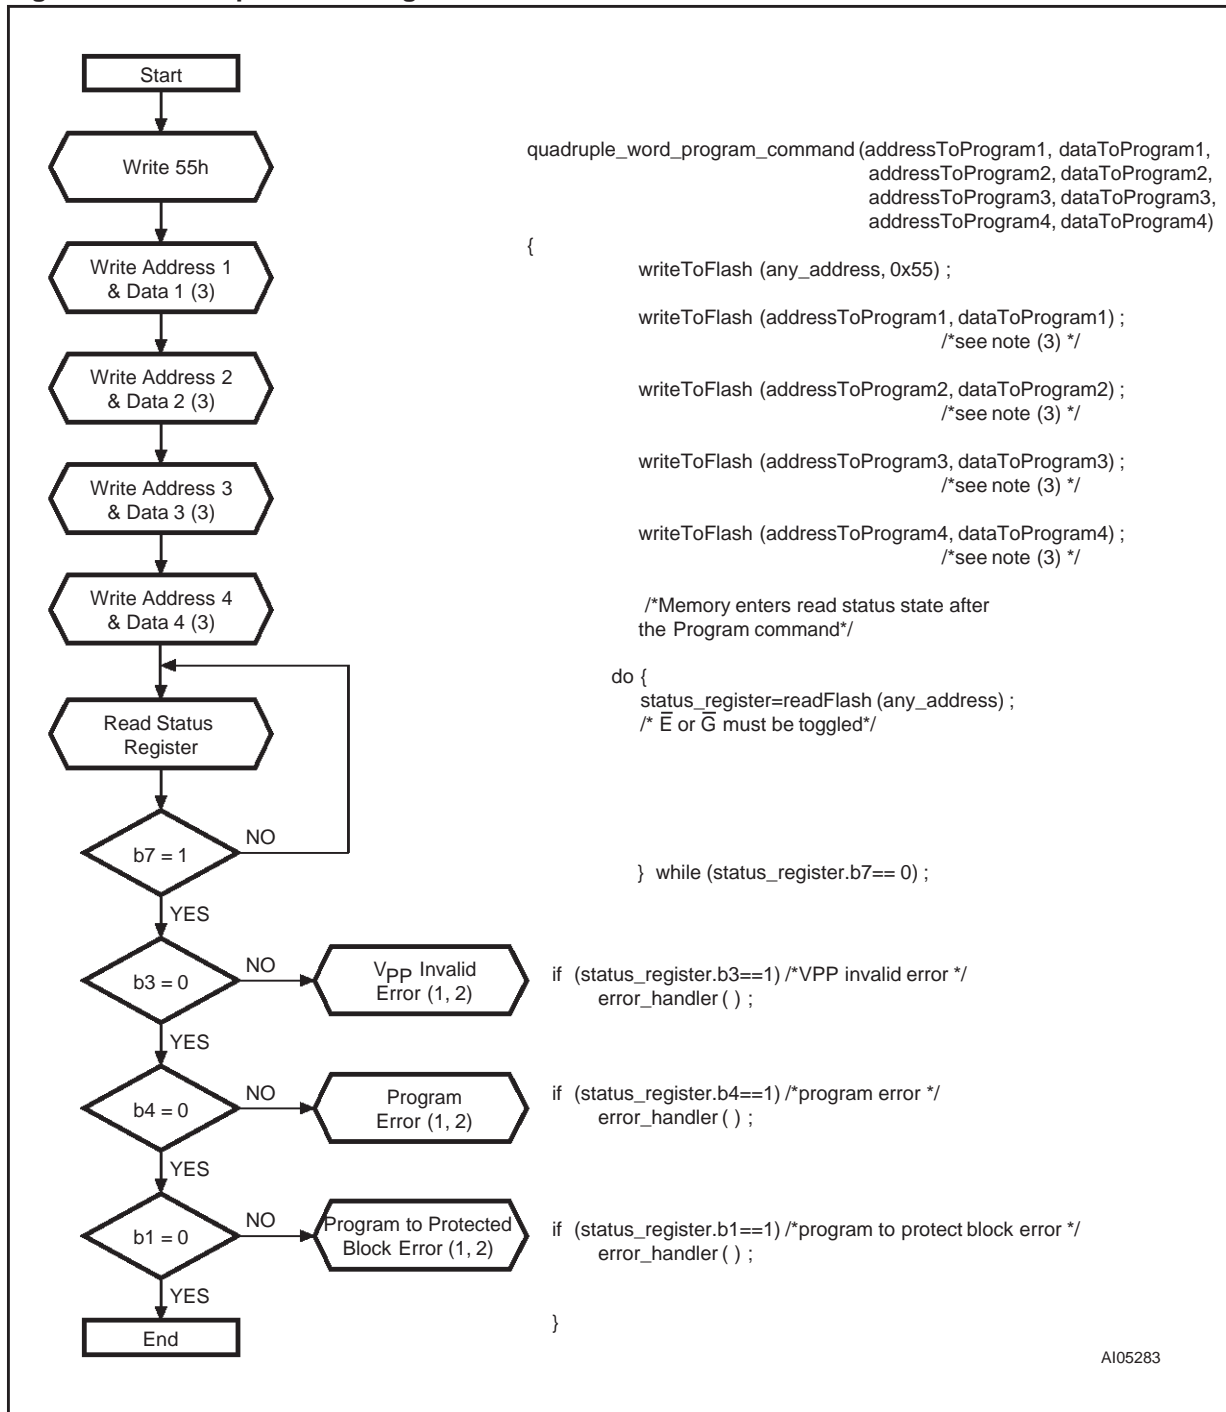 Start
Write 55h
Write Address 1
& Data 1 (3)
Write Address 2
& Data 2 (3)
Write Address 3
& Data 3 (3)
Write Address 4
& Data 4 (3)
Read Status
Register
b7 = 1
NO
YES
b3 = 0
NO
VPP Invalid
Error (1, 2)
YES
b4 = 0
NO
Program
Error (1, 2)
YES
b1 = 0
NO
Program to Protected
Block Error (1, 2)
YES
End
quadruple_word_program_command (addressToProgram1, dataToProgram1,
addressToProgram2, dataToProgram2,
addressToProgram3, dataToProgram3,
addressToProgram4, dataToProgram4)
{
writeToFlash (any_address, 0x55) ;
writeToFlash (addressToProgram1, dataToProgram1) ;
/*see note (3) */
writeToFlash (addressToProgram2, dataToProgram2) ;
/*see note (3) */
writeToFlash (addressToProgram3, dataToProgram3) ;
/*see note (3) */
writeToFlash (addressToProgram4, dataToProgram4) ;
/*see note (3) */
/*Memory enters read status state after
the Program command*/
do {
status_register=readFlash (any_address) ;
/* E̅ or G̅ must be toggled*/
} while (status_register.b7== 0) ;
if (status_register.b3==1) /*VPP invalid error */
error_handler ( ) ;
if (status_register.b4==1) /*program error */
error_handler ( ) ;
if (status_register.b1==1) /*program to protect block error */
error_handler ( ) ;
}
AI05283